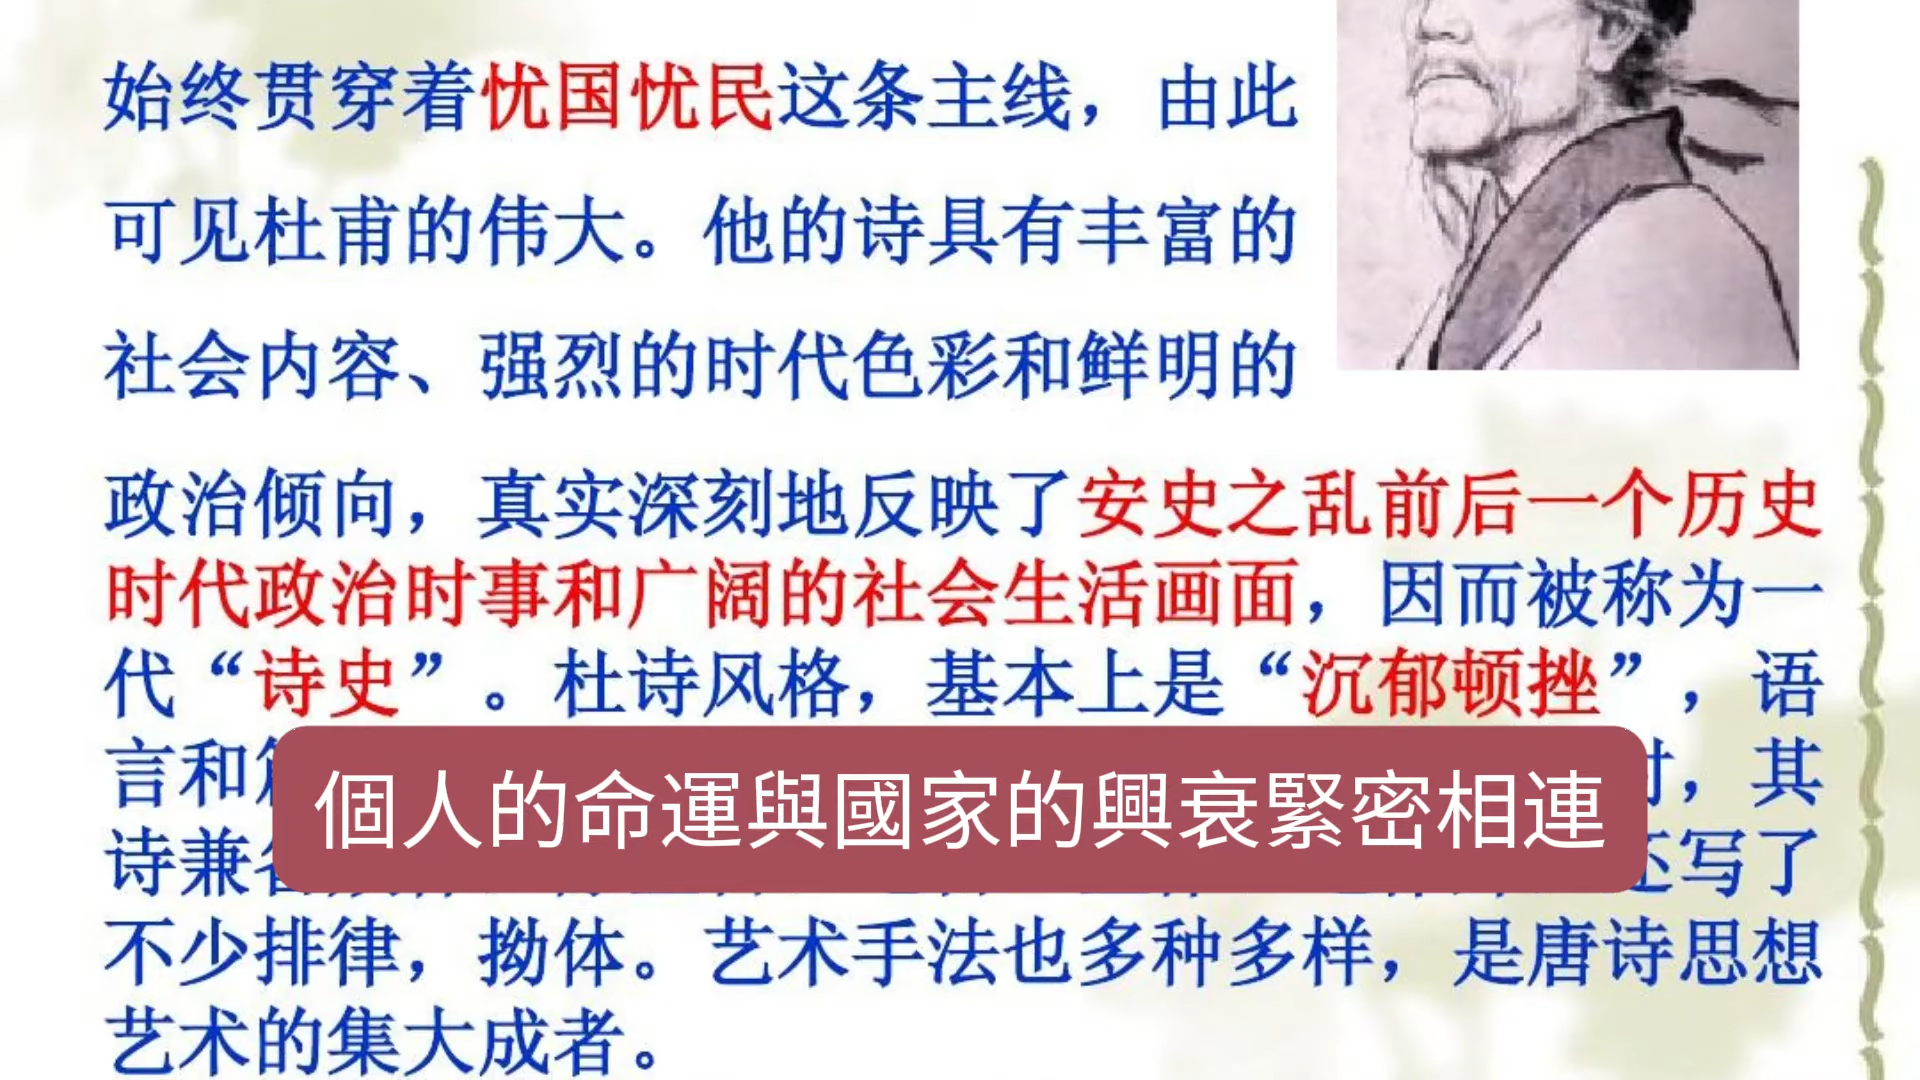 始终贯穿着忧国忧民这条主线，由此
可见杜甫的伟大。他的诗具有丰富的
社会内容、强烈的时代色彩和鲜明的
政治倾向，真实深刻地反映了安史之乱前后一个历史
时代政治时事和广阔的社会生活画面，因而被称为一
代“诗史”。杜诗风格，基本上是“沉郁顿挫”，语
言和
，其
個人的命運與國家的興衰緊密相連
诗兼
还写了
不少排律，拗体。艺术手法也多种多样，是唐诗思想
艺术的集大成者。